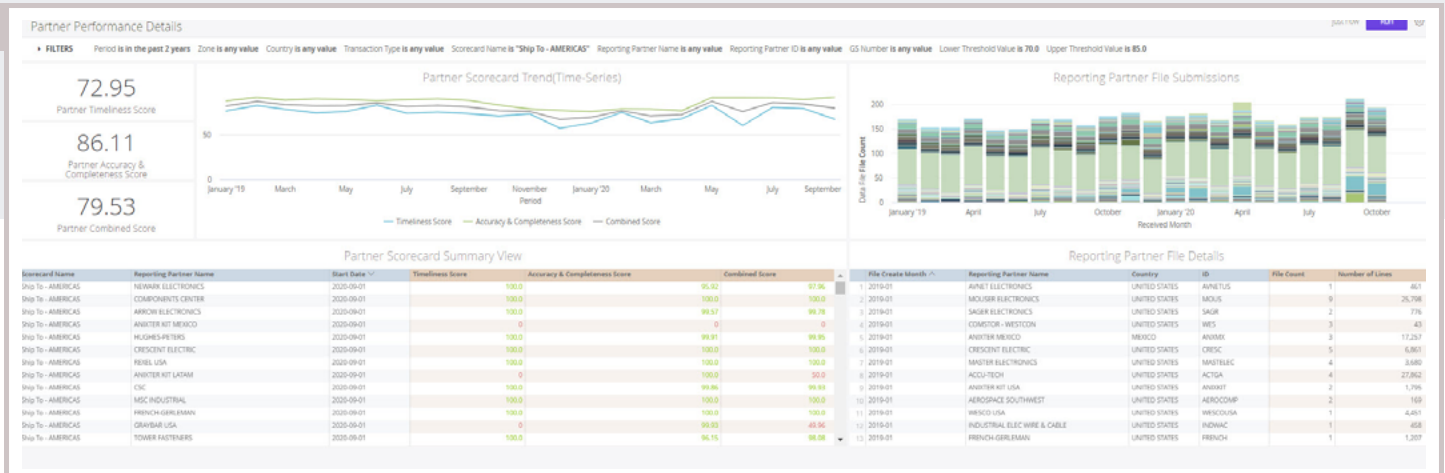 Partner Performance Details
Just now Run
FILTERS Period is in the past 2 years Zone is any value Country is any value Transaction Type is any value Scorecard Name is "Ship To - AMERICAS" Reporting Partner Name is any value Reporting Partner ID is any value GS Number is any value Lower Threshold Value is 70.0 Upper Threshold Value is 85.0
72.95
Partner Timeliness Score
86.11
Partner Accuracy &
Completeness Score
79.53
Partner Combined Score
Partner Scorecard Trend(Time-Series)
50
0
January '19 March May July September November January '20 March May July September
Period
Timeliness Score Accuracy & Completeness Score Combined Score
Reporting Partner File Submissions
Data File File Count
200
150
100
50
0
January '19 April July October January '20 April July October
Received Month
Partner Scorecard Summary View
Scorecard Name Reporting Partner Name Start Date Timeliness Score Accuracy & Completeness Score Combined Score
Ship To - AMERICAS NEWARK ELECTRONICS 2020-09-01 100.0 95.92 97.96
Ship To - AMERICAS COMPONENTS CENTER 2020-09-01 100.0 100.0 100.0
Ship To - AMERICAS ARROW ELECTRONICS 2020-09-01 100.0 99.57 99.78
Ship To - AMERICAS ANIXTER KIT MEXICO 2020-09-01 0 0 0
Ship To - AMERICAS HUGHES-PETERS 2020-09-01 100.0 99.91 99.95
Ship To - AMERICAS CRESCENT ELECTRIC 2020-09-01 100.0 100.0 100.0
Ship To - AMERICAS REXEL USA 2020-09-01 100.0 100.0 100.0
Ship To - AMERICAS ANIXTER KIT LATAM 2020-09-01 0 100.0 50.0
Ship To - AMERICAS CSC 2020-09-01 100.0 99.86 99.93
Ship To - AMERICAS MSC INDUSTRIAL 2020-09-01 100.0 100.0 100.0
Ship To - AMERICAS FRENCH-GERLEMAN 2020-09-01 100.0 100.0 100.0
Ship To - AMERICAS GRAYBAR USA 2020-09-01 0 99.93 49.96
Ship To - AMERICAS TOWER FASTENERS 2020-09-01 100.0 96.15 98.08
Reporting Partner File Details
File Create Month Reporting Partner Name Country ID File Count Number of Lines
1 2019-01 AVNET ELECTRONICS UNITED STATES AVNETUS 1 461
2 2019-01 MOUSER ELECTRONICS UNITED STATES MOUS 9 25,798
3 2019-01 SAGER ELECTRONICS UNITED STATES SAGR 2 776
4 2019-01 COMSTOR - WESTCON UNITED STATES WES 3 43
5 2019-01 ANIXTER MEXICO MEXICO ANXMX 3 17,257
6 2019-01 CRESCENT ELECTRIC UNITED STATES CRESC 5 6,861
7 2019-01 MASTER ELECTRONICS UNITED STATES MASTELEC 4 3,680
8 2019-01 ACCU-TECH UNITED STATES ACTGA 4 27,862
9 2019-01 ANIXTER KIT USA UNITED STATES ANIXKIT 2 1,795
10 2019-01 AEROSPACE SOUTHWEST UNITED STATES AEROCOMP 2 169
11 2019-01 WESCO USA UNITED STATES WESCOUSA 1 4,451
12 2019-01 INDUSTRIAL ELEC WIRE & CABLE UNITED STATES INDWAC 1 458
13 2019-01 FRENCH-GERLEMAN UNITED STATES FRENCH 1 1,207